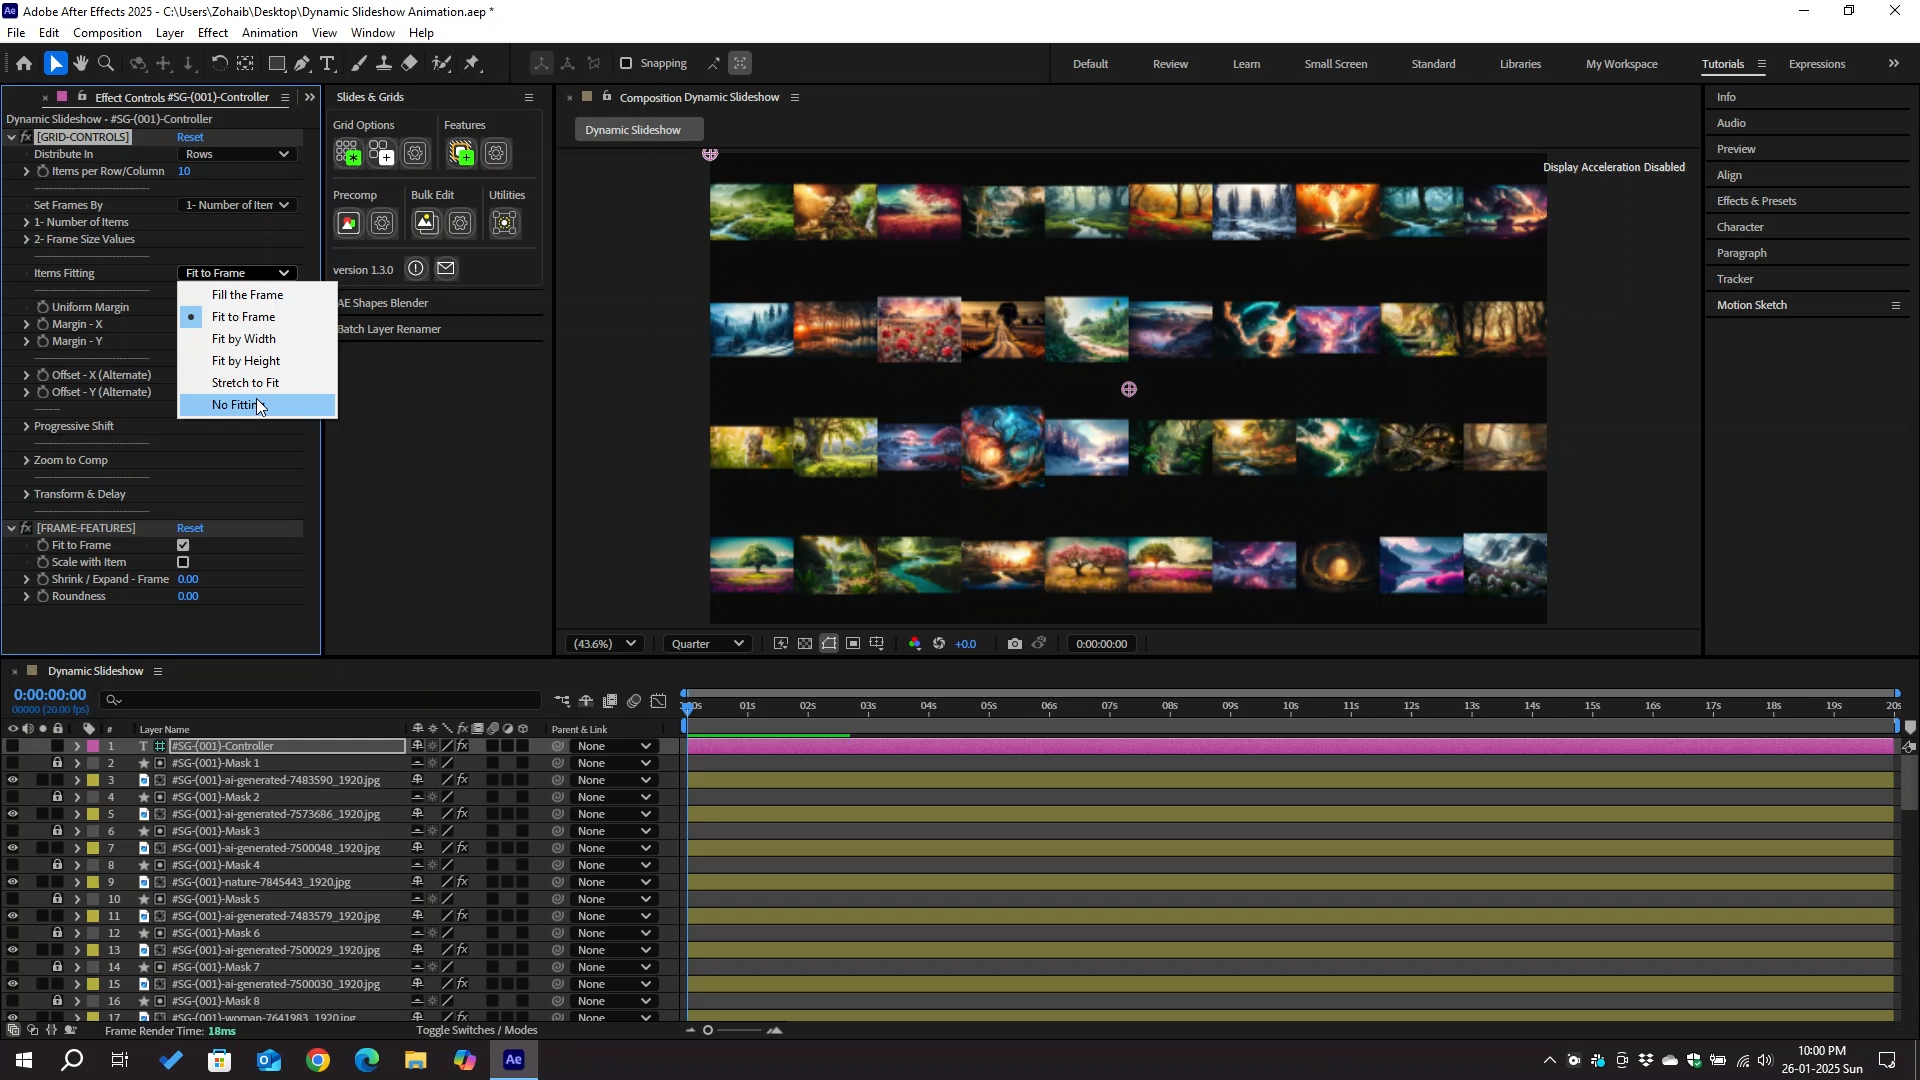 Adobe After Effects 2025 - C:\Users\Zohaib\Desktop\Dynamic Slideshow Animation.aep *
File Edit Composition Layer Effect Animation View Window Help
Snapping
Default Review Learn Small Screen Standard Libraries My Workspace Tutorials Expressions
Effect Controls #SG-(001)-Controller
Dynamic Slideshow • #SG-(001)-Controller
fx [GRID-CONTROLS] Reset
Distribute In Rows
Items per Row/Column 10
Set Frames By 1- Number of Iten
1- Number of Items
2- Frame Size Values
Items Fitting Fit to Frame
Fill the Frame
Fit to Frame
Fit by Width
Fit by Height
Stretch to Fit
Uniform Margin
Margin - X
Margin - Y
Offset - X (Alternate)
Offset - Y (Alternate)
Progressive Shift
Zoom to Comp
Transform & Delay
fx [FRAME-FEATURES] Reset
Fit to Frame
Scale with Item
Shrink / Expand - Frame 0.00
Roundness 0.00
Slides & Grids
Grid Options Features
Precomp Bulk Edit Utilities
version 1.3.0
AE Shapes Blender
Batch Layer Renamer
Composition Dynamic Slideshow
Dynamic Slideshow
Display Acceleration Disabled
(43.6%) Quarter +0.0 0:00:00:00
Info
Audio
Preview
Align
Effects & Presets
Character
Paragraph
Tracker
Motion Sketch
Dynamic Slideshow
0:00:00:00
00000 (20.00 fps)
01s 02s 03s 04s 05s 06s 07s 08s 09s 10s 11s 12s 13s 14s 15s 16s 17s 18s 19s 20s
# Layer Name fx Parent & Link
1 T #SG-(001)-Controller fx None
2 #SG-(001)-Mask 1 None
3 #SG-(001)-ai-generated-7483590_1920.jpg fx None
4 #SG-(001)-Mask 2 None
5 #SG-(001)-ai-generated-7573686_1920.jpg fx None
6 #SG-(001)-Mask 3 None
7 #SG-(001)-ai-generated-7500048_1920.jpg fx None
8 #SG-(001)-Mask 4 None
9 #SG-(001)-nature-7845443_1920.jpg fx None
10 #SG-(001)-Mask 5 None
11 #SG-(001)-ai-generated-7483579_1920.jpg fx None
12 #SG-(001)-Mask 6 None
13 #SG-(001)-ai-generated-7500029_1920.jpg fx None
14 #SG-(001)-Mask 7 None
15 #SG-(001)-ai-generated-7500030_1920.jpg fx None
16 #SG-(001)-Mask 8 None
17 #SG-(001)-woman-7641983_1920.jpg fx None
Frame Render Time: 18ms Toggle Switches / Modes
Ae
10:00 PM
26-01-2025 Sun